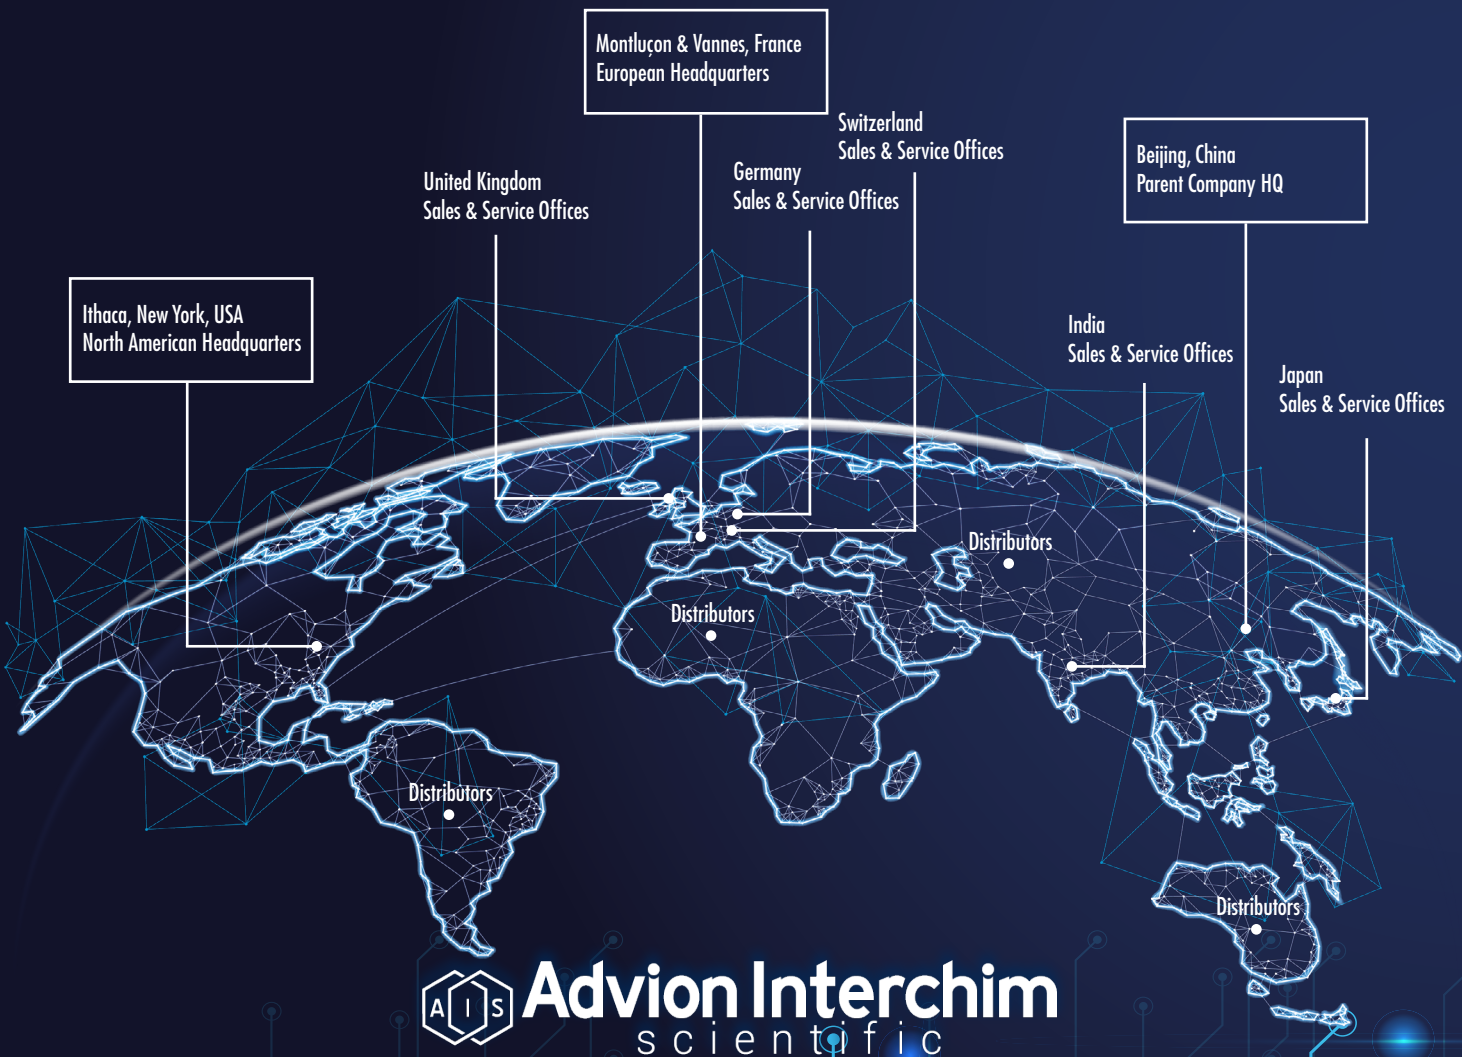 Montluçon & Vannes, France
European Headquarters
Switzerland
Sales & Service Offices
Beijing, China
Parent Company HQ
United Kingdom
Sales & Service Offices
Germany
Sales & Service Offices
Ithaca, New York, USA
North American Headquarters
India
Sales & Service Offices
Japan
Sales & Service Offices
Distributors
Distributors
Distributors
Distributors
AIS
Advion Interchim
scientific